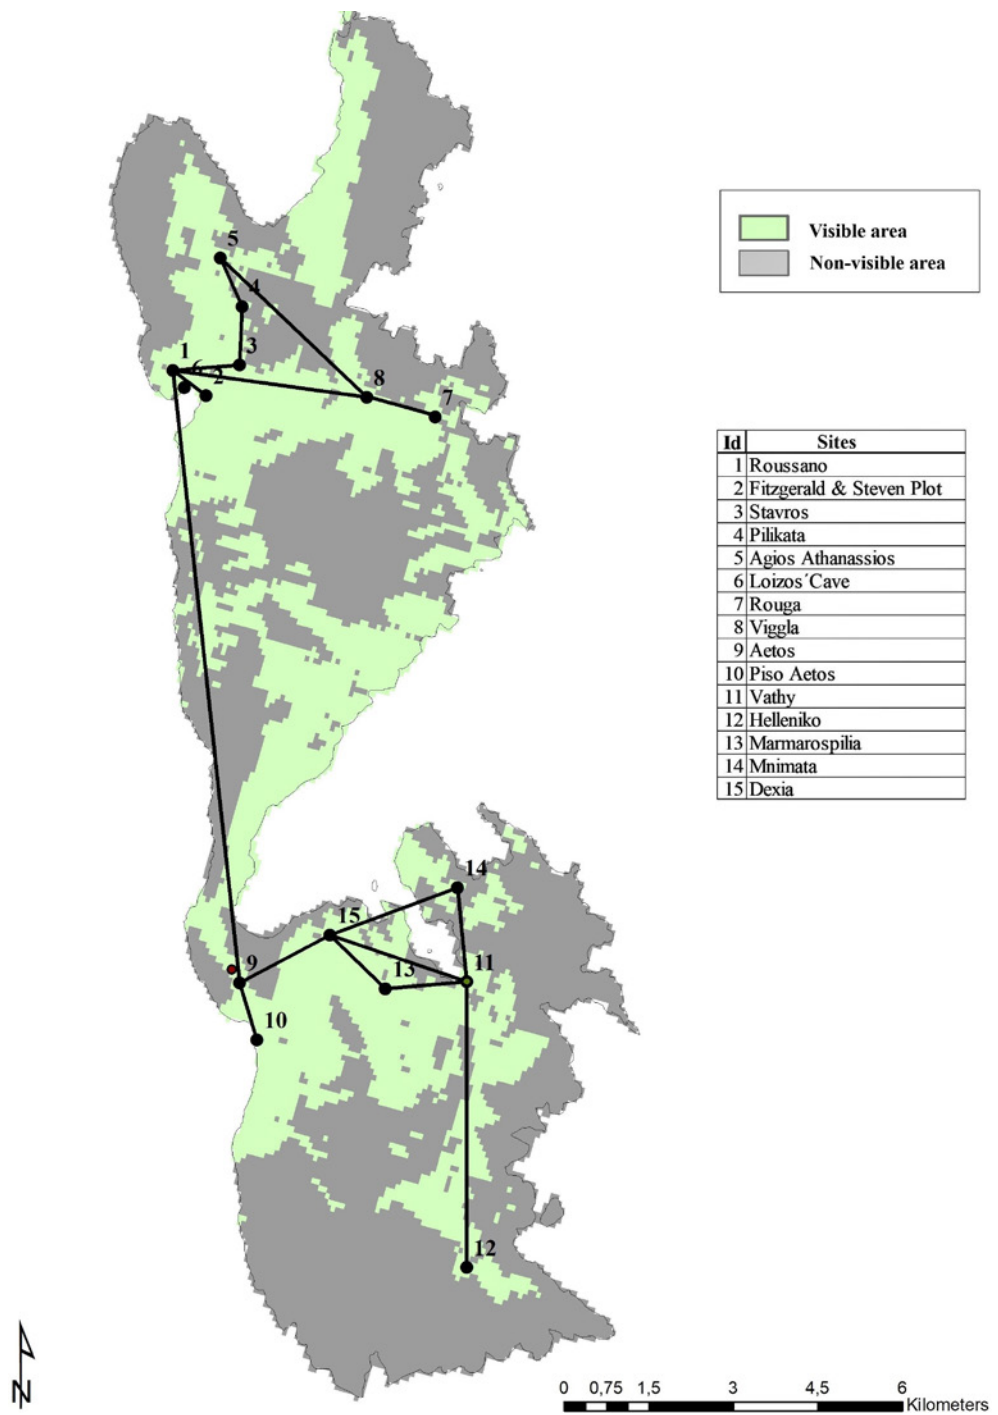 5
4
3
1
6
2
8
7
14
15
11
13
9
10
12
Visible area
Non-visible area
Id Sites
1 Roussano
2 Fitzgerald & Steven Plot
3 Stavros
4 Pilikata
5 Agios Athanassios
6 Loizos´Cave
7 Rouga
8 Viggla
9 Aetos
10 Piso Aetos
11 Vathy
12 Helleniko
13 Marmarospilia
14 Mnimata
15 Dexia
N
0 0,75 1,5 3 4,5 6
Kilometers